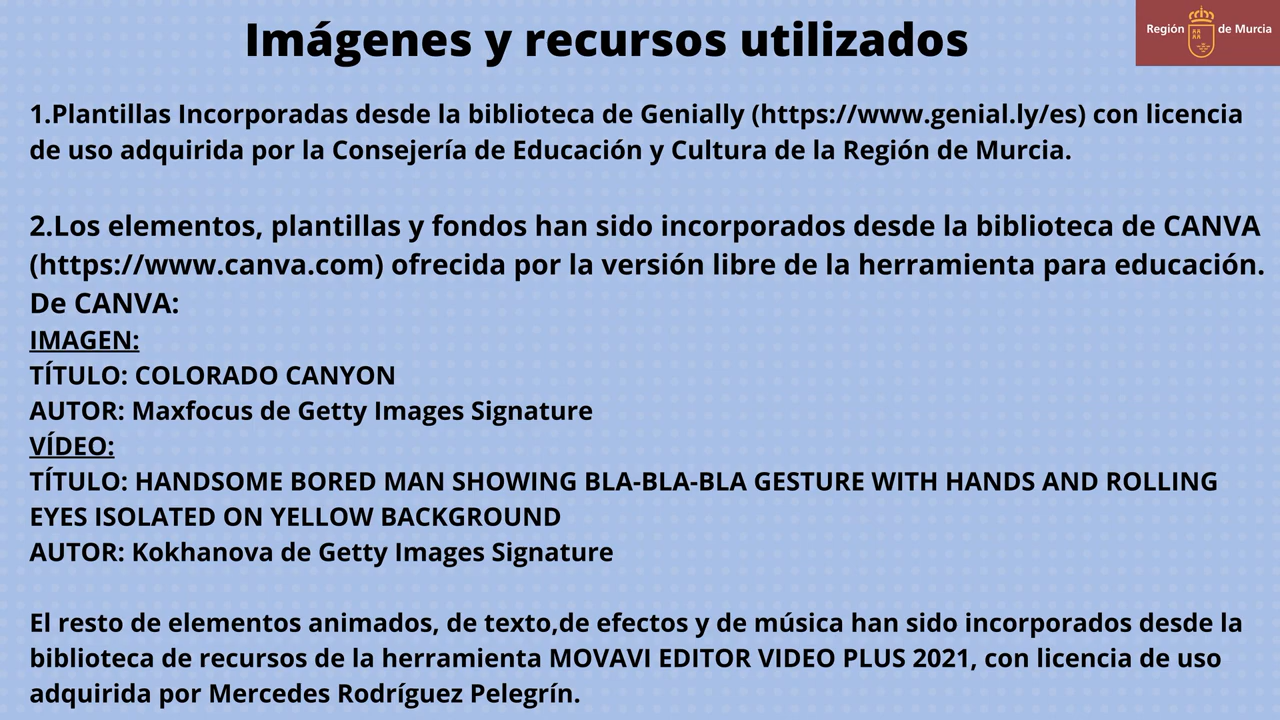 Imágenes y recursos utilizados
Región de Murcia
1.Plantillas Incorporadas desde la biblioteca de Genially (https://www.genial.ly/es) con licencia
de uso adquirida por la Consejería de Educación y Cultura de la Región de Murcia.
2.Los elementos, plantillas y fondos han sido incorporados desde la biblioteca de CANVA
(https://www.canva.com) ofrecida por la versión libre de la herramienta para educación.
De CANVA:
IMAGEN:
TÍTULO: COLORADO CANYON
AUTOR: Maxfocus de Getty Images Signature
VÍDEO:
TÍTULO: HANDSOME BORED MAN SHOWING BLA-BLA-BLA GESTURE WITH HANDS AND ROLLING
EYES ISOLATED ON YELLOW BACKGROUND
AUTOR: Kokhanova de Getty Images Signature
El resto de elementos animados, de texto,de efectos y de música han sido incorporados desde la
biblioteca de recursos de la herramienta MOVAVI EDITOR VIDEO PLUS 2021, con licencia de uso
adquirida por Mercedes Rodríguez Pelegrín.